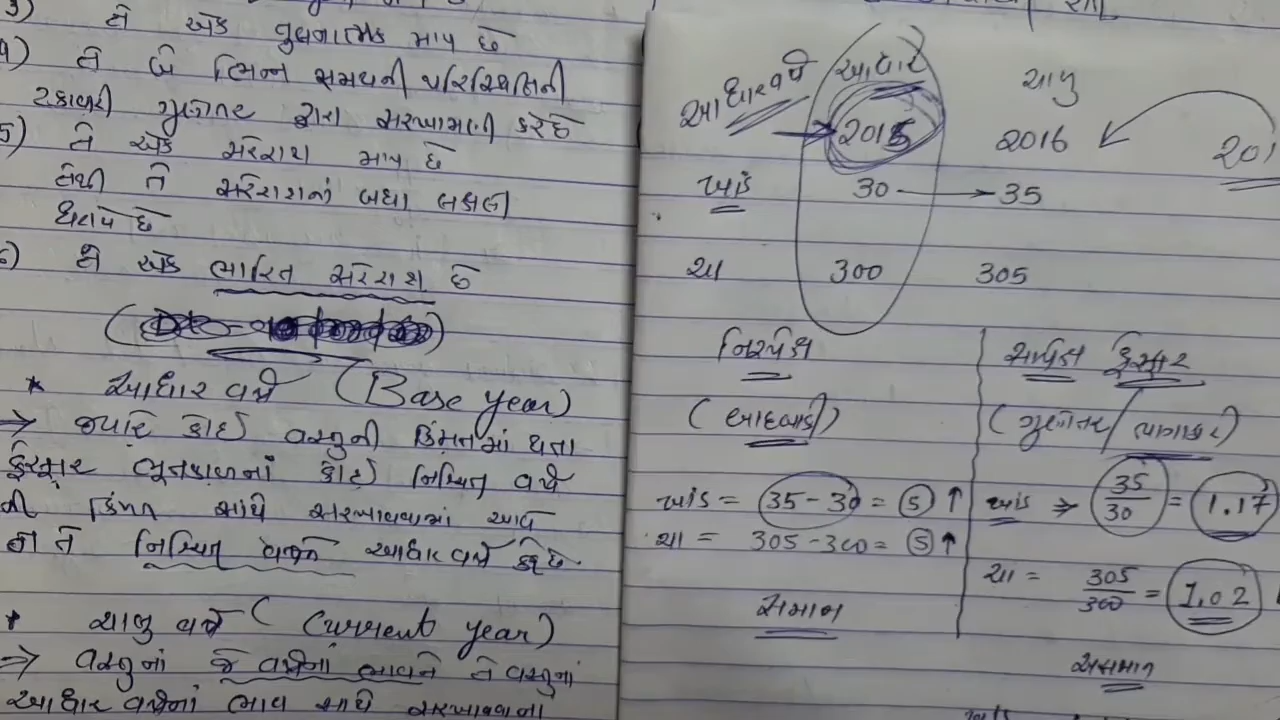 3) તે એક તુલનાત્મક માપ છે
4) તે બે ભિન્ન સમયની પરિસ્થિતિની
ટકાવારી ગુણોત્તર દ્વારા સરખામણી કરે છે
5) તે એક સરેરાશ માપ છે
તેથી તે સરેરાશનાં બધા લક્ષણો
ધરાવે છે
6) તે એક ભારિત સરેરાશ છે
* આધાર વર્ષ (Base year)
⇒ જ્યારે કોઈ વસ્તુની કિંમતમાં થતા
ફેરફાર ભૂતકાળનાં કોઈ નિશ્ચિત વર્ષ
ની કિંમત સાથે સરખાવવામાં આવે
તો તે નિશ્ચિત વર્ષને આધાર વર્ષ કહે છે.
* ચાલુ વર્ષ (Current year)
⇒ વસ્તુનાં જે વર્ષનાં ભાવને તે વસ્તુનાં
આધાર વર્ષનાં ભાવ સાથે સરખાવવાના
આધારવર્ષ આધાર ચાલુ
→ 2015 2016 ← 201
ખાંડ 30 → 35
ચા 300 305
નિરપેક્ષ સાપેક્ષ ફેરફાર
(બાદબાકી) (ગુણોત્તર/ભાગાકાર)
ખાંડ = 35 - 30 = 5 ↑ ખાંડ ⇒ 35/30 = 1.17
ચા = 305 - 300 = 5 ↑ ચા = 305/300 = 1.02
સમાન અસમાન